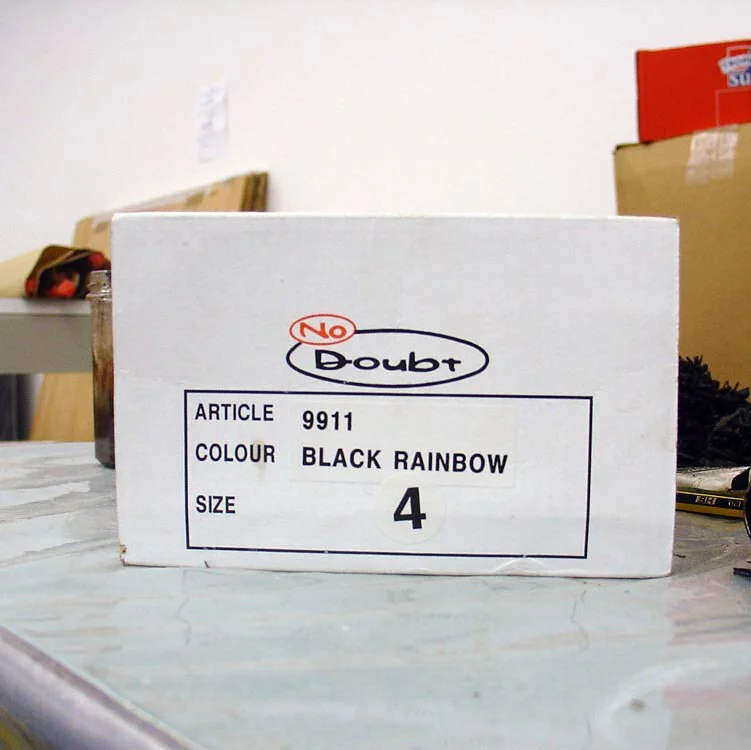 No
Doubt
ARTICLE 9911
COLOUR BLACK RAINBOW
SIZE 4